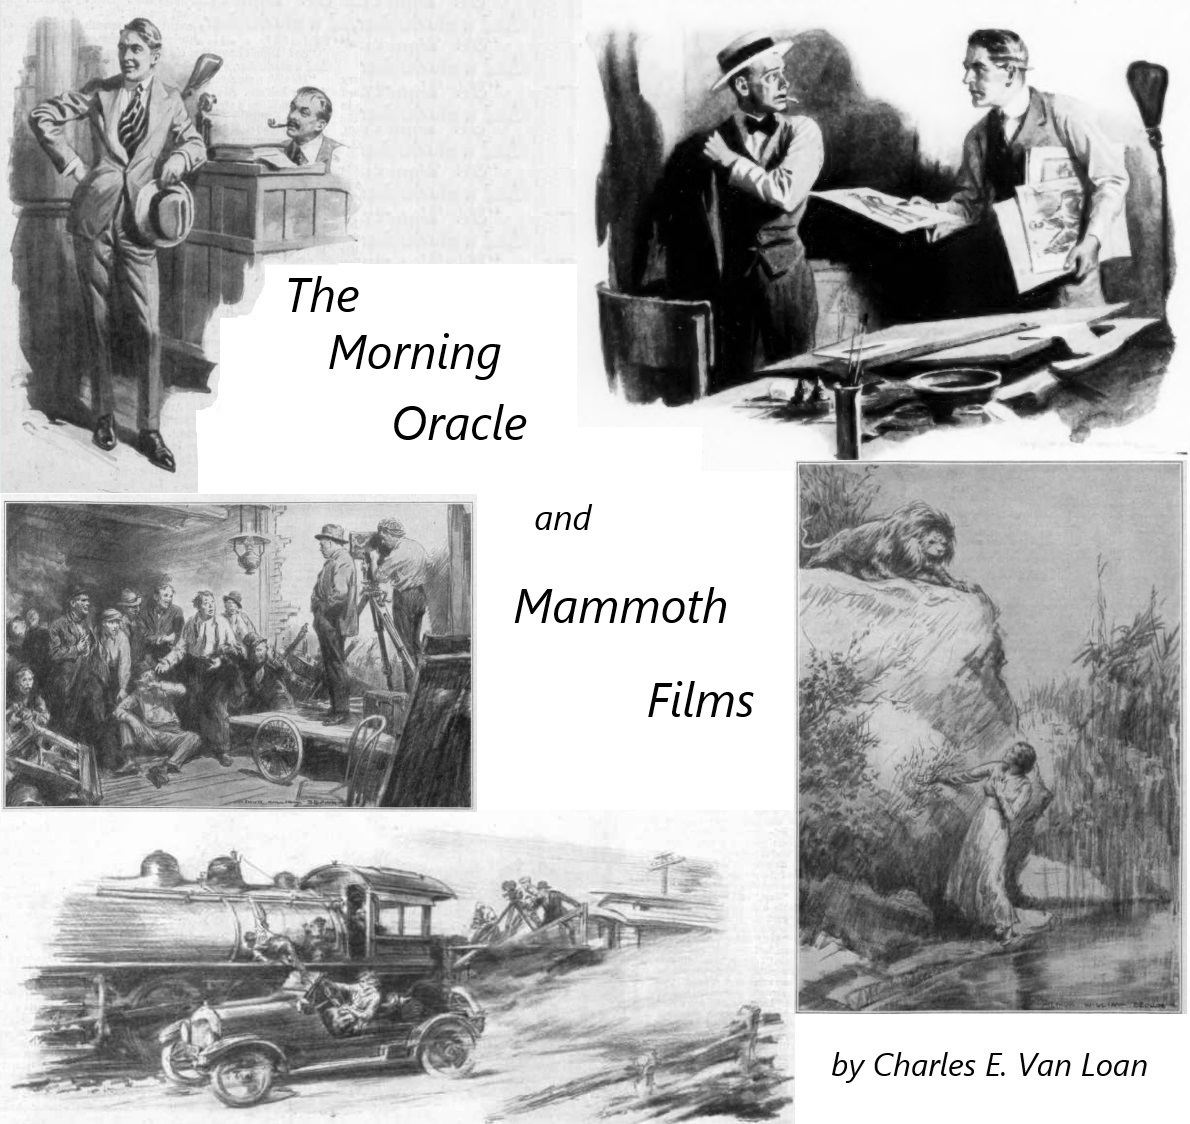 The
Morning
Oracle
and
Mammoth
Films
by Charles E. Van Loan